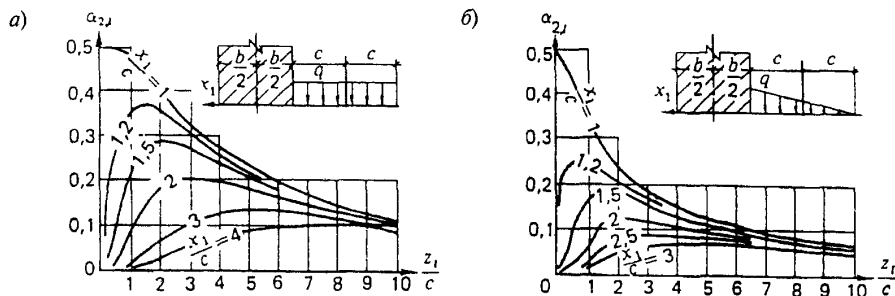 а)
α₂,ₗ
0,5
0,4
0,3
0,2
0,1
0
1 2 3 4 5 6 7 8 9 10
z₁/c
x₁/c = 1
1,2
1,5
2
3
x₁/c = 4
b/2 b/2
c c
q
x₁
б)
α₂,ₗ
0,5
0,4
0,3
0,2
0,1
0
1 2 3 4 5 6 7 8 9 10
z₁/c
x₁/c = 1
1,2
1,5
2
2,5
x₁/c = 3
b/2 b/2
c c
q
x₁